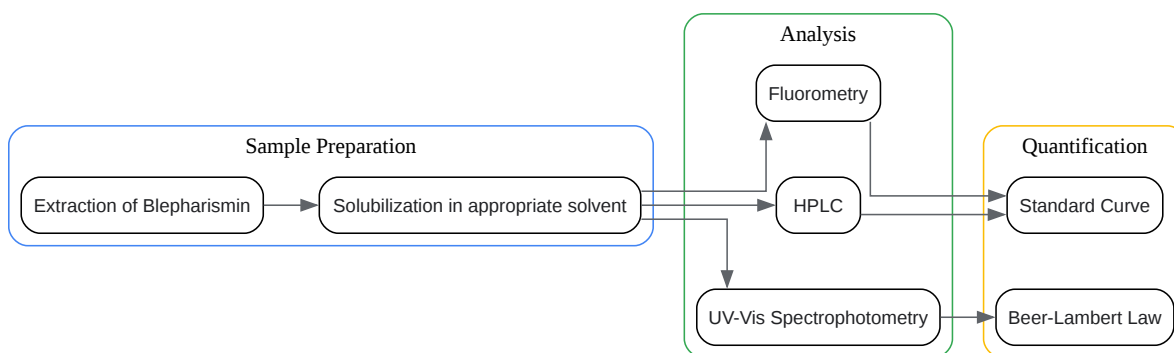 Sample Preparation
Extraction of Blepharismin
Solubilization in appropriate solvent
Analysis
Fluorometry
HPLC
UV-Vis Spectrophotometry
Quantification
Standard Curve
Beer-Lambert Law